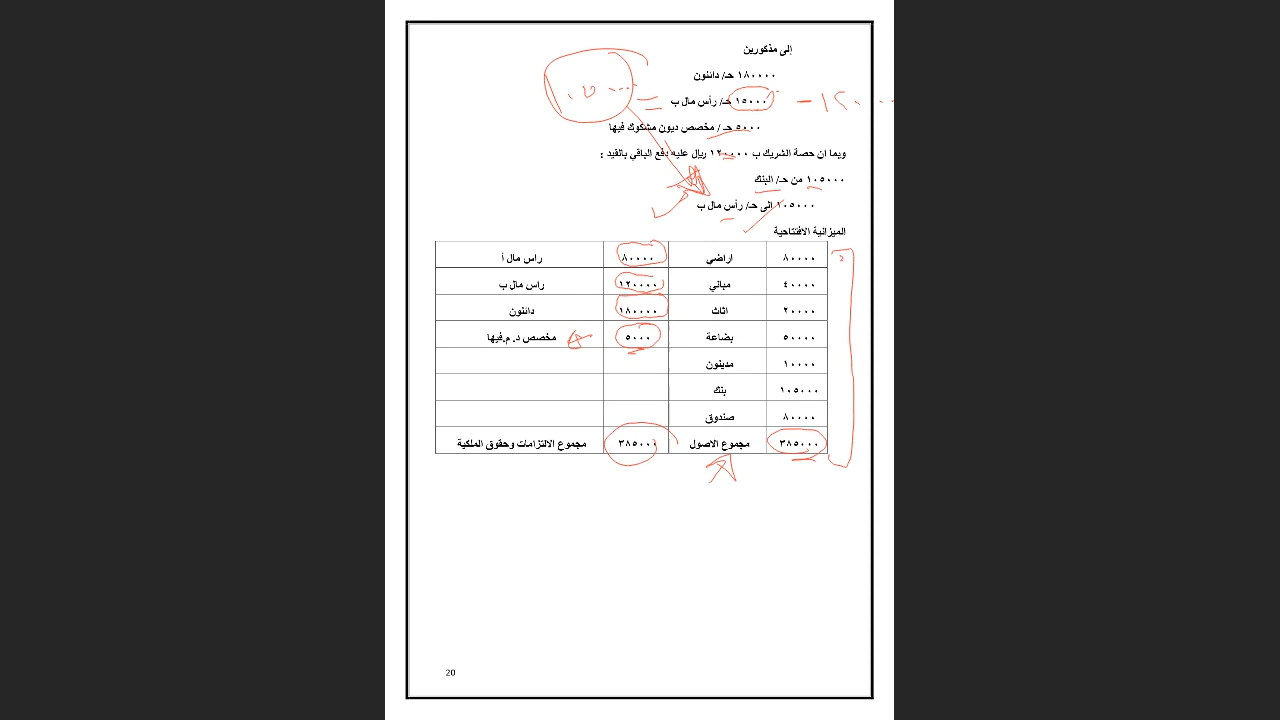 إلى مذكورين
١٨٠٠٠٠ حـ/ دائنون
١٥٠٠٠ حـ/ رأس مال ب
٥٠٠٠ حـ/ مخصص ديون مشكوك فيها
وبما ان حصة الشريك ب ١٢٠٠٠٠ ريال عليه دفع الباقي بالقيد :
١٠٥٠٠٠ من حـ/ البنك
١٠٥٠٠٠ الى حـ/ رأس مال ب
الميزانية الافتتاحية
٨٠٠٠٠ اراضي ٨٠٠٠٠ راس مال أ
٤٠٠٠٠ مباني ١٢٠٠٠٠ راس مال ب
٢٠٠٠٠ اثاث ١٨٠٠٠٠ دائنون
٥٠٠٠٠ بضاعة ٥٠٠٠ مخصص د. م.فيها
١٠٠٠٠ مدينون
١٠٥٠٠٠ بنك
٨٠٠٠٠ صندوق
٣٨٥٠٠٠ مجموع الاصول ٣٨٥٠٠٠ مجموع الالتزامات وحقوق الملكية
20